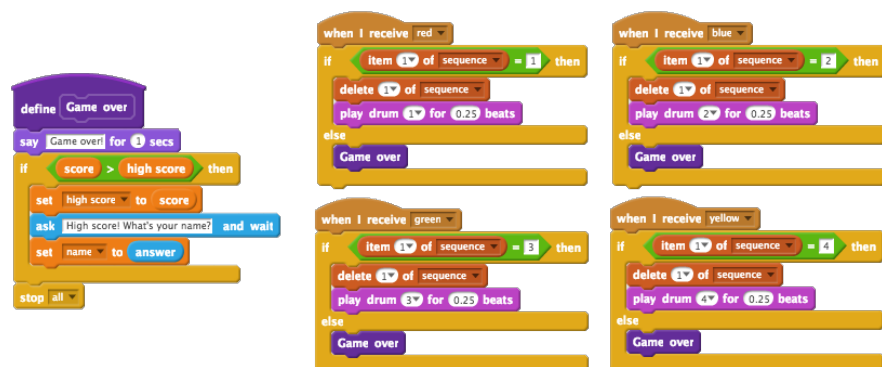 define Game over
say Game over! for 1 secs
if score > high score then
set high score to score
ask High score! What's your name? and wait
set name to answer
stop all
when I receive red
if item 1 of sequence = 1 then
delete 1 of sequence
play drum 1 for 0.25 beats
else
Game over
when I receive blue
if item 1 of sequence = 2 then
delete 1 of sequence
play drum 2 for 0.25 beats
else
Game over
when I receive green
if item 1 of sequence = 3 then
delete 1 of sequence
play drum 3 for 0.25 beats
else
Game over
when I receive yellow
if item 1 of sequence = 4 then
delete 1 of sequence
play drum 4 for 0.25 beats
else
Game over